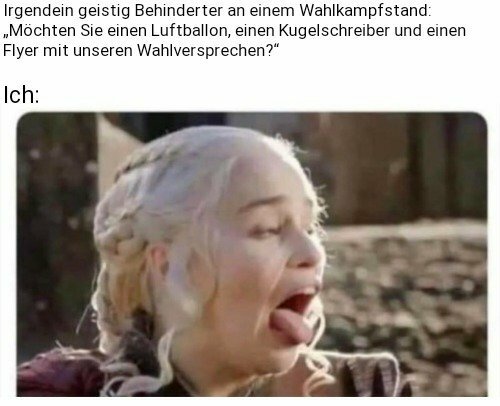 Irgendein geistig Behinderter an einem Wahlkampfstand:
„Möchten Sie einen Luftballon, einen Kugelschreiber und einen
Flyer mit unseren Wahlversprechen?“
Ich: